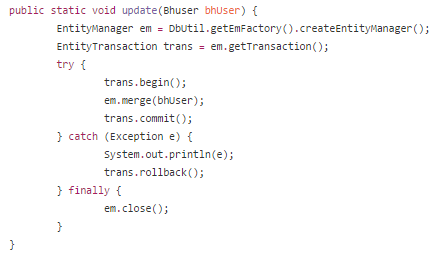 public static void update(Bhuser bhUser) {
        EntityManager em = DbUtil.getEmFactory().createEntityManager();
        EntityTransaction trans = em.getTransaction();
        try {
                trans.begin();
                em.merge(bhUser);
                trans.commit();
        } catch (Exception e) {
                System.out.println(e);
                trans.rollback();
        } finally {
                em.close();
        }
}